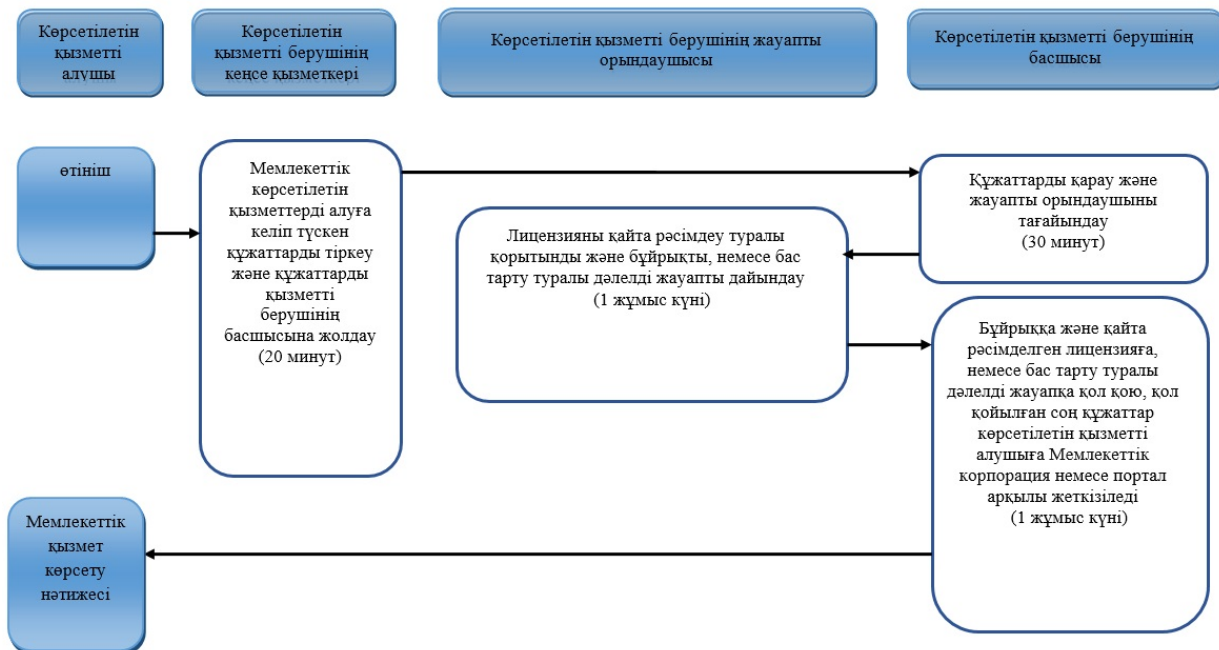 Көрсетілетін
қызметті
алушы
Көрсетілетін
қызметті берушінің
кеңсе қызметкері
Көрсетілетін қызметті берушінің жауапты
орындаушысы
Көрсетілетін қызметті берушінің
басшысы
өтініш
Мемлекеттік
көрсетілетін
қызметтерді алуға
келіп түскен
құжаттарды тіркеу
және құжаттарды
қызметті
берушінің
басшысына жолдау
(20 минут)
Құжаттарды қарау және
жауапты орындаушыны
тағайындау
(30 минут)
Лицензияны қайта рәсімдеу туралы
қорытынды және бұйрықты, немесе бас
тарту туралы дәлелді жауапты дайындау
(1 жұмыс күні)
Бұйрыққа және қайта
рәсімделген лицензияға,
немесе бас тарту туралы
дәлелді жауапқа қол қою, қол
қойылған соң құжаттар
көрсетілетін қызметті
алушыға Мемлекеттік
корпорация немесе портал
арқылы жеткізіледі
(1 жұмыс күні)
Мемлекеттік
қызмет
көрсету
нәтижесі